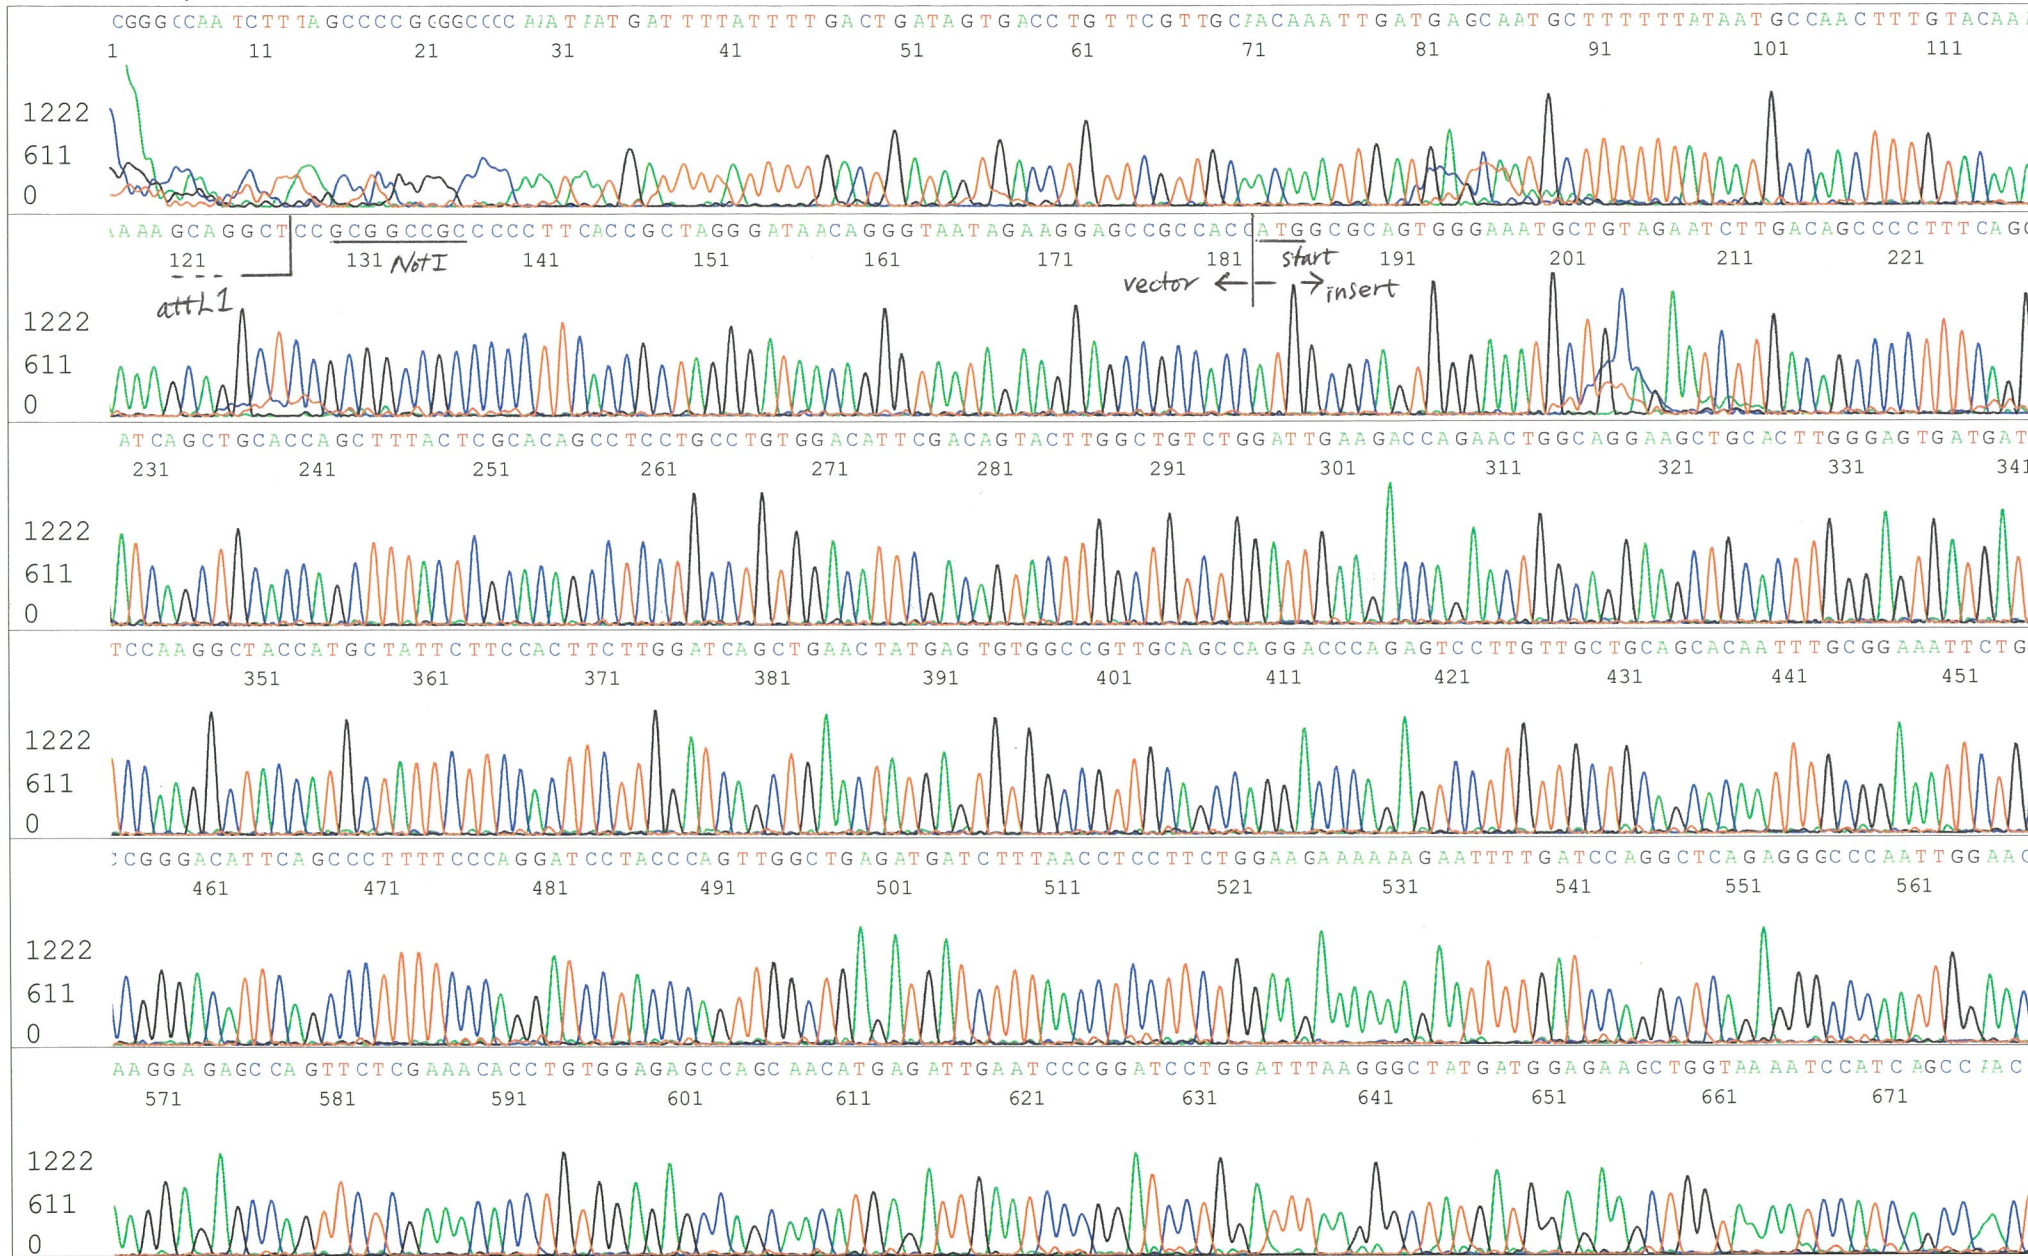 CGGGCCAATCTTTAGCCCCGGGGCCCCAAATAATGATTTTATTTTGACTGATAGTGACCTGTTCGTTGCAACAAATTGATGAGCAATGCTTTTTTATAATGCCAACTTTGTACAAA
1 11 21 31 41 51 61 71 81 91 101 111
1222
611
0
AAAAGCAGGCTCCGCGGCCGCCCCCTTCACCGCTAGGGATAACAGGGTAATAGAAGGAGCCGCCACCATGGCGCAGTGGGAAATGCTGTAGAATCTTGACAGCCCCTTTCAGG
121 131 NotI 141 151 161 171 181 start 191 201 211 221
attL1 vector ← → insert
1222
611
0
ATCAGCTGCACCAGCTTTACTCGCACAGCCTCCTGCCTGTGGACATTCGACAGTACTTGGCTGTCTGGATTGAAGACCAGAACTGGCAGGAAGCTGCACTTGGGAGTGATGAT
231 241 251 261 271 281 291 301 311 321 331 341
1222
611
0
TCCAAGGCTACCATGCTATTCTTCCACTTCTTGGATCAGCTGAACTATGAGTGTGGCCGTTGCAGCCAGGACCCAGAGTCCTTGTTGCTGCAGCACAATTTGCGGAAATTCTG
351 361 371 381 391 401 411 421 431 441 451
1222
611
0
CCGGGACATTCAGCCCTTTTCCCAGGATCCTACCCAGTTGGCTGAGATGATCTTTAACCTCCTTCTGGAAGAAAAAAGAATTTTGATCCAGGCTCAGAGGGCCCAATTGGAAC
461 471 481 491 501 511 521 531 541 551 561
1222
611
0
AAGGAGAGCCAGTTCTCGAAACACCTGTGGAGAGCCAGCAACATGAGATTGAATCCCGGATCCTGGATTTAAGGGCTATGATGGAGAAGCTGGTAAAATCCATCAGCCAAC
571 581 591 601 611 621 631 641 651 661 671
1222
611
0